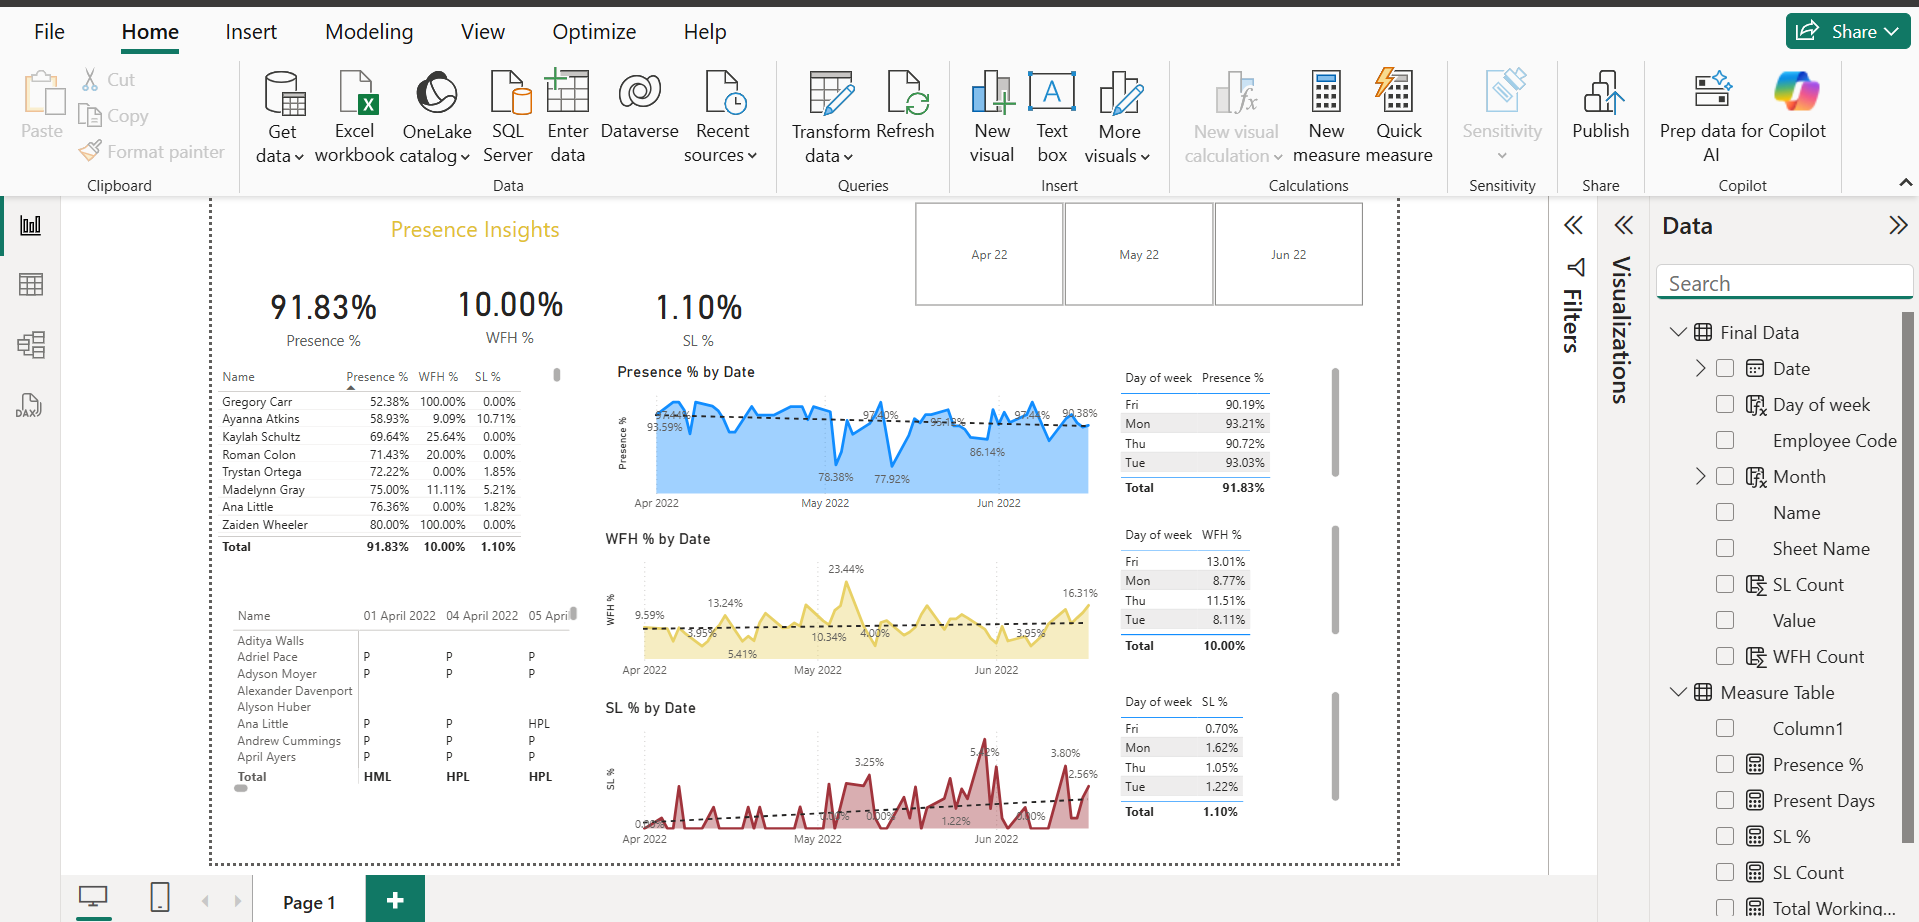 File Home Insert Modeling View Optimize Help Share
Paste
Cut
Copy
Format painter
Clipboard
Get data
Excel workbook
OneLake catalog
SQL Server
Enter data
Dataverse
Recent sources
Data
Transform data
Refresh
Queries
New visual
Text box
More visuals
Insert
New visual calculation
New measure
Quick measure
Calculations
Sensitivity
Sensitivity
Publish
Share
Prep data for AI
Copilot
Copilot
DAX
Presence Insights
Apr 22 May 22 Jun 22
91.83%
Presence %
10.00%
WFH %
1.10%
SL %
Name Presence % WFH % SL %
Gregory Carr 52.38% 100.00% 0.00%
Ayanna Atkins 58.93% 9.09% 10.71%
Kaylah Schultz 69.64% 25.64% 0.00%
Roman Colon 71.43% 20.00% 0.00%
Trystan Ortega 72.22% 0.00% 1.85%
Madelynn Gray 75.00% 11.11% 5.21%
Ana Little 76.36% 0.00% 1.82%
Zaiden Wheeler 80.00% 100.00% 0.00%
Total 91.83% 10.00% 1.10%
Name 01 April 2022 04 April 2022 05 April
Aditya Walls
Adriel Pace P P P
Adyson Moyer P P P
Alexander Davenport
Alyson Huber
Ana Little P P HPL
Andrew Cummings P P P
April Ayers P P P
Total HML HPL HPL
Presence % by Date
Presence %
97.44% 97.40% 95.18% 97.44% 90.38%
93.59%
86.14%
78.38% 77.92%
Apr 2022 May 2022 Jun 2022
WFH % by Date
WFH %
23.44%
16.31%
13.24%
9.59%
3.95% 10.34% 4.00% 3.95%
5.41%
Apr 2022 May 2022 Jun 2022
SL % by Date
SL %
3.80%
3.25%
2.56%
0.00% 0.00% 0.00% 1.22% 0.00%
Apr 2022 May 2022 Jun 2022
Day of week Presence %
Fri 90.19%
Mon 93.21%
Thu 90.72%
Tue 93.03%
Total 91.83%
Day of week WFH %
Fri 13.01%
Mon 8.77%
Thu 11.51%
Tue 8.11%
Total 10.00%
Day of week SL %
Fri 0.70%
Mon 1.62%
Thu 1.05%
Tue 1.22%
Total 1.10%
Filters
Visualizations
Data
Search
Final Data
Date
Day of week
Employee Code
Month
Name
Sheet Name
SL Count
Value
WFH Count
Measure Table
Column1
Presence %
Present Days
SL %
SL Count
Total Working...
Page 1